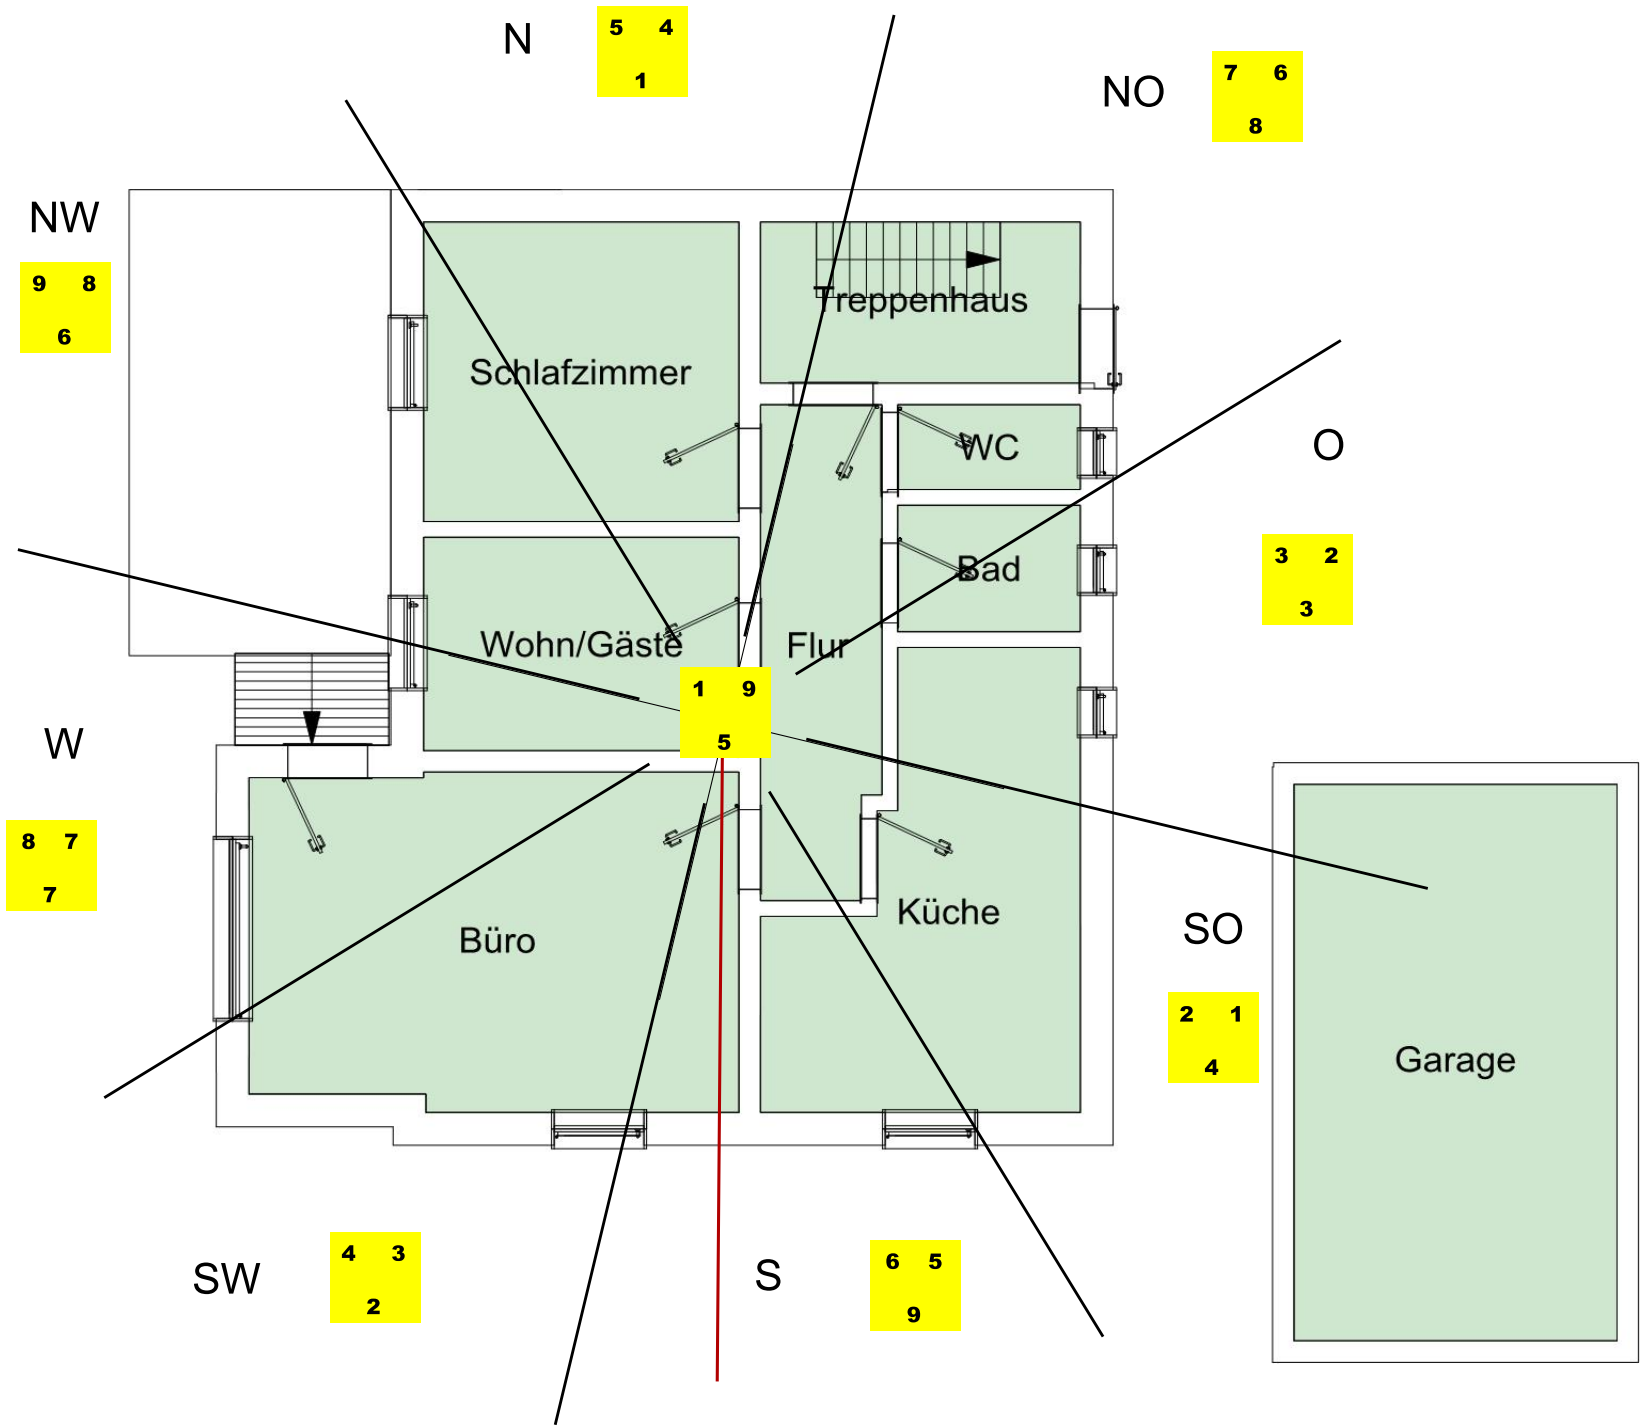 N
5 4
1
NO
7 6
8
NW
9 8
6
Treppenhaus
Schlafzimmer
WC
O
3 2
3
Bad
Wohn/Gäste
Flur
1 9
5
W
8 7
7
Küche
Büro
SO
2 1
4
Garage
SW
4 3
2
S
6 5
9